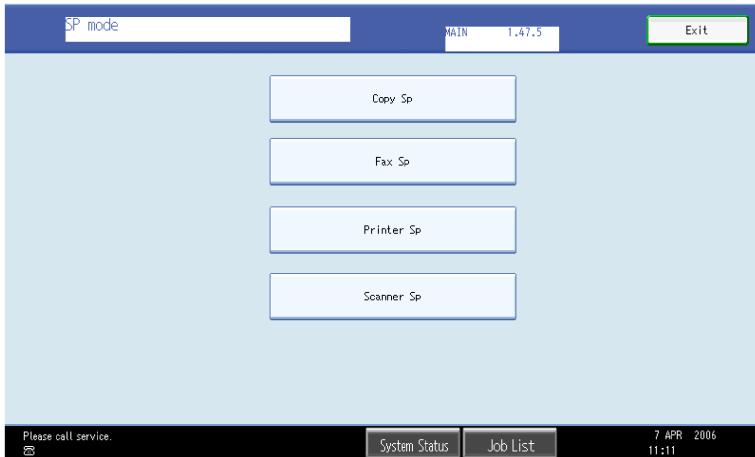 SP mode
MAIN 1.47.5
Exit
Copy Sp
Fax Sp
Printer Sp
Scanner Sp
Please call service.
System Status
Job List
7 APR 2006
11:11